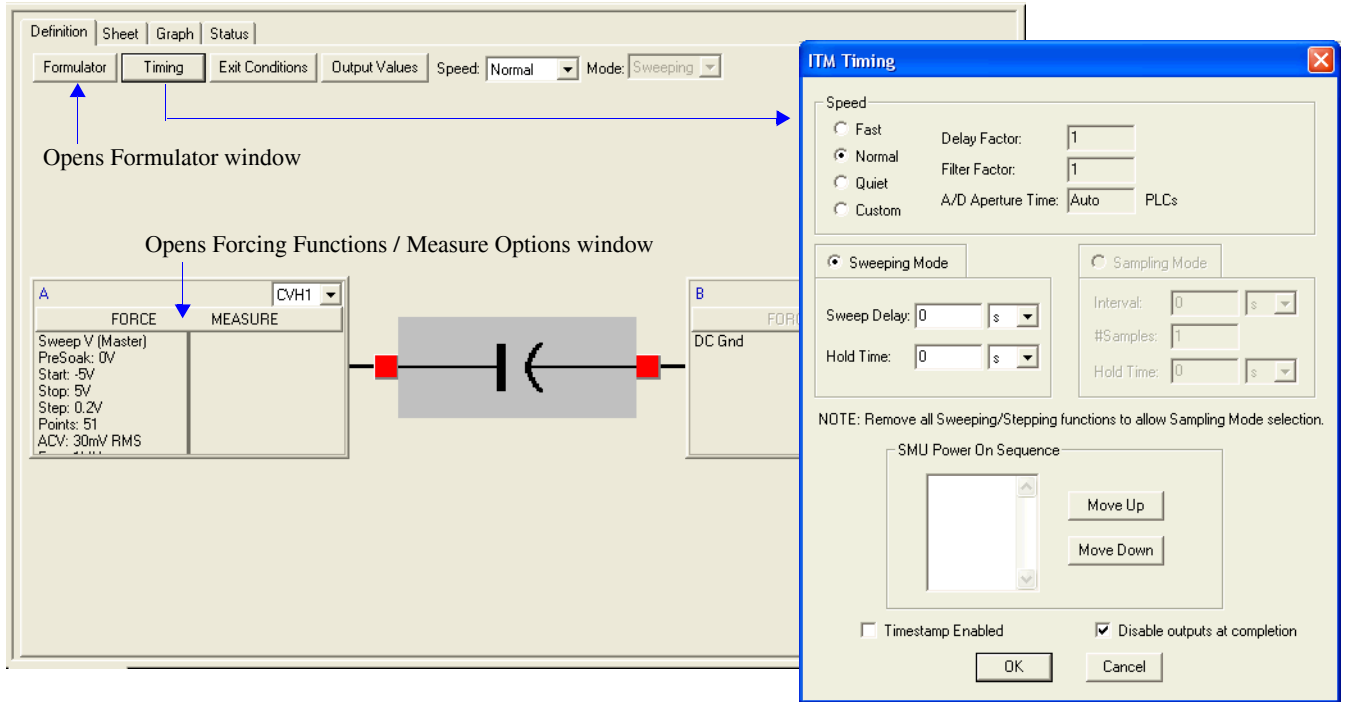 Definition Sheet Graph Status
Formulator Timing Exit Conditions Output Values Speed: Normal Mode: Sweeping
Opens Formulator window
Opens Forcing Functions / Measure Options window
A CVH1
FORCE MEASURE
Sweep V (Master)
PreSoak: 0V
Start: -5V
Stop: 5V
Step: 0.2V
Points: 51
ACV: 30mV RMS
B
DC Gnd
ITM Timing
Speed
Fast
Normal
Quiet
Custom
Delay Factor: 1
Filter Factor: 1
A/D Aperture Time: Auto PLCs
Sweeping Mode
Sweep Delay: 0 s
Hold Time: 0 s
Sampling Mode
Interval: 0 s
#Samples: 1
Hold Time: 0 s
NOTE: Remove all Sweeping/Stepping functions to allow Sampling Mode selection.
SMU Power On Sequence
Move Up
Move Down
Timestamp Enabled
Disable outputs at completion
OK Cancel